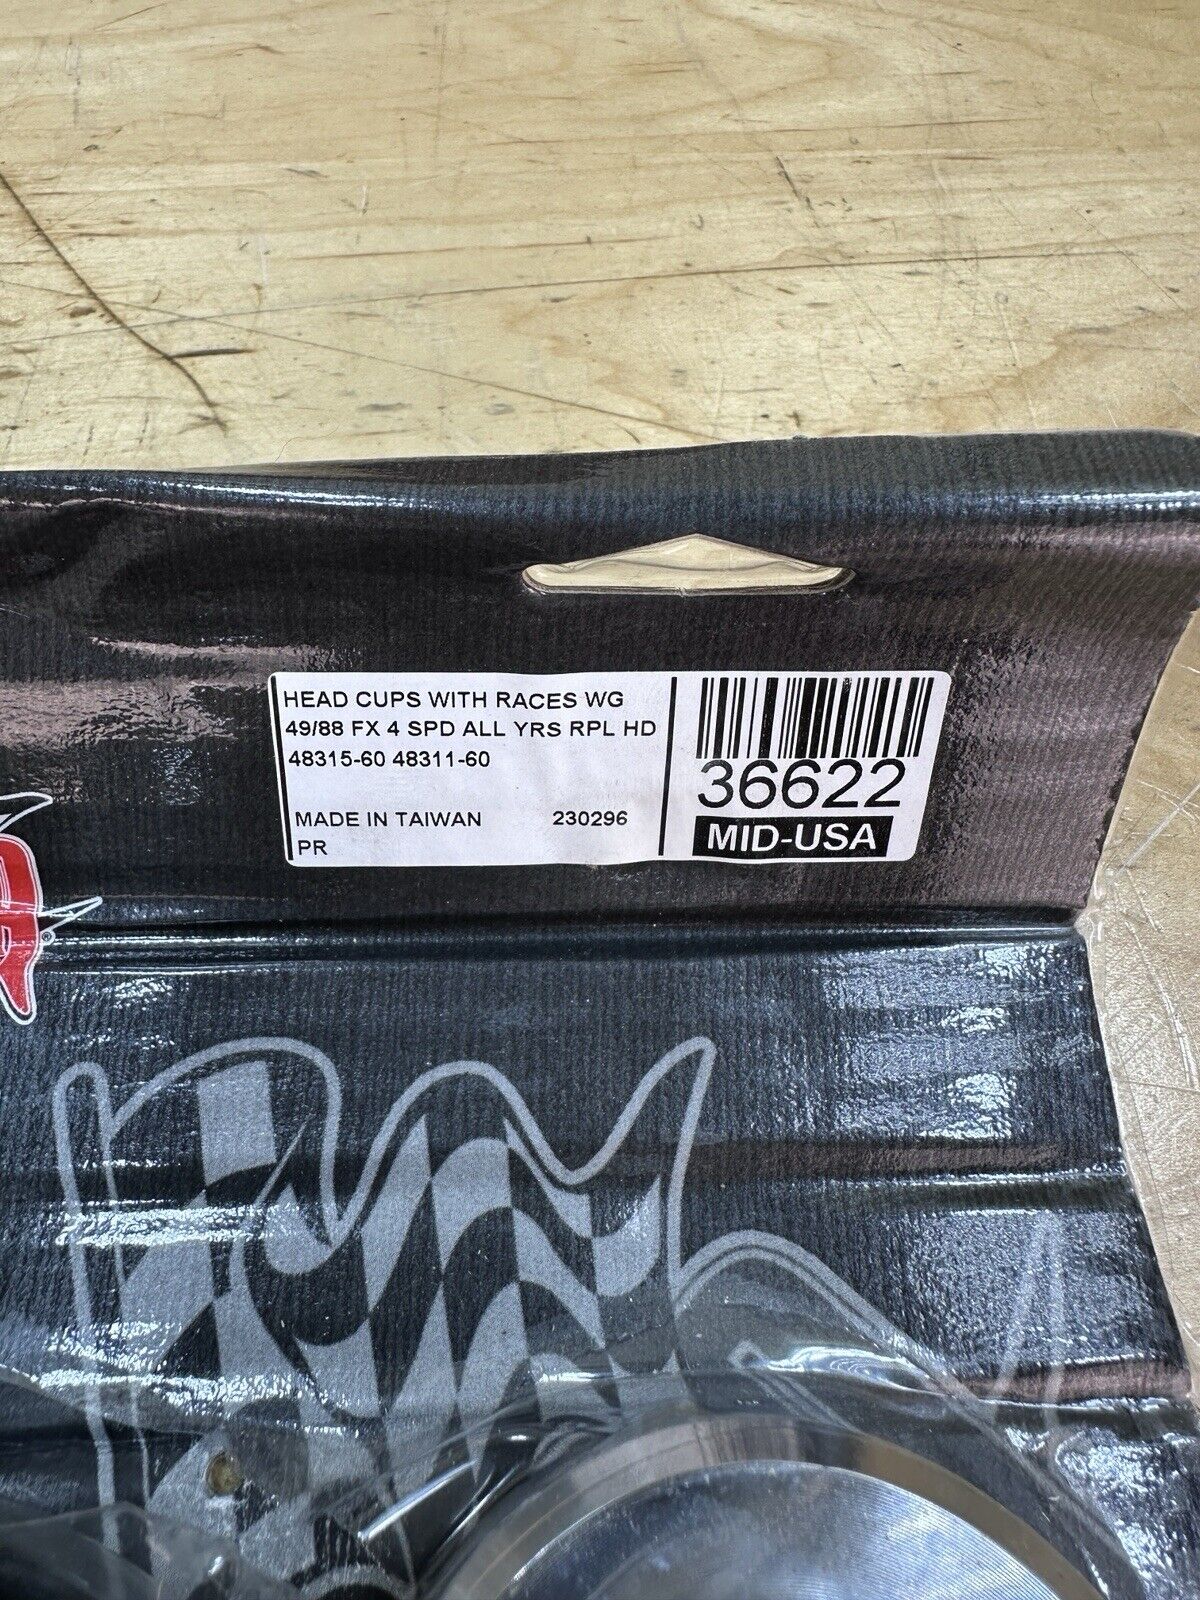 HEAD CUPS WITH RACES WG
49/88 FX 4 SPD ALL YRS RPL HD
48315-60 48311-60
MADE IN TAIWAN 230296
PR
36622
MID-USA
®